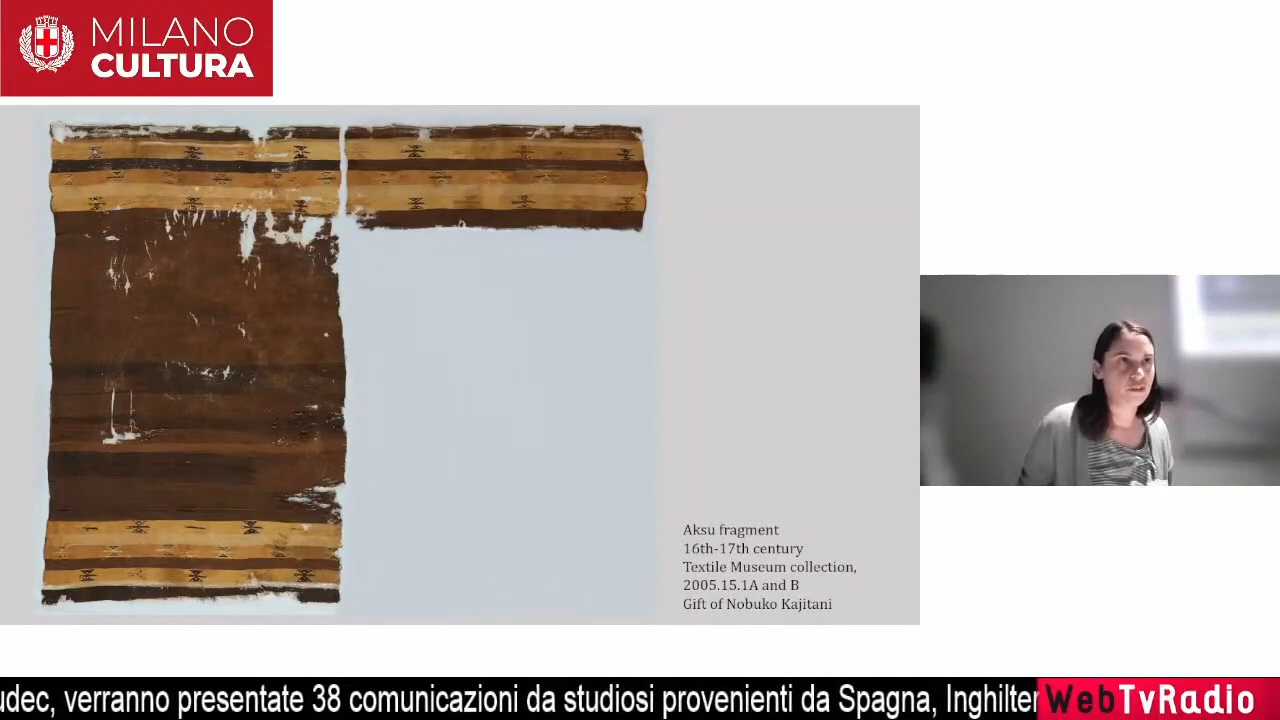 MILANO
CULTURA
Aksu fragment
16th-17th century
Textile Museum collection,
2005.15.1A and B
Gift of Nobuko Kajitani
udec, verranno presentate 38 comunicazioni da studiosi provenienti da Spagna, Inghilter
WebTvRadio